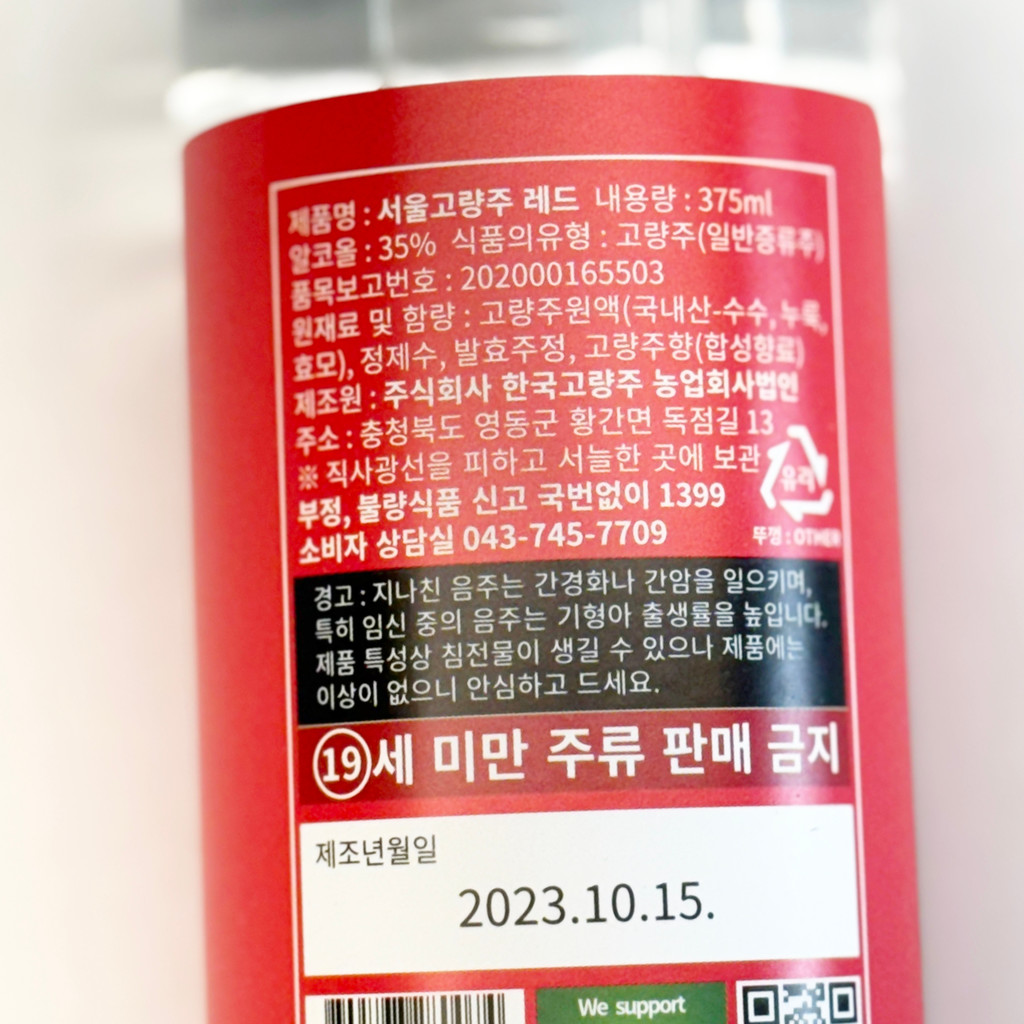 제품명 : 서울고량주 레드 내용량 : 375ml
알코올 : 35% 식품의유형 : 고량주(일반증류주)
품목보고번호 : 202000165503
원재료 및 함량 : 고량주원액(국내산-수수, 누룩,
효모), 정제수, 발효주정, 고량주향(합성향료)
제조원 : 주식회사 한국고량주 농업회사법인
주소 : 충청북도 영동군 황간면 독점길 13
※ 직사광선을 피하고 서늘한 곳에 보관
부정, 불량식품 신고 국번없이 1399
소비자 상담실 043-745-7709
유리
뚜껑 : OTHER
경고 : 지나친 음주는 간경화나 간암을 일으키며,
특히 임신 중의 음주는 기형아 출생률을 높입니다.
제품 특성상 침전물이 생길 수 있으나 제품에는
이상이 없으니 안심하고 드세요.
19세 미만 주류 판매 금지
제조년월일
2023.10.15.
We support